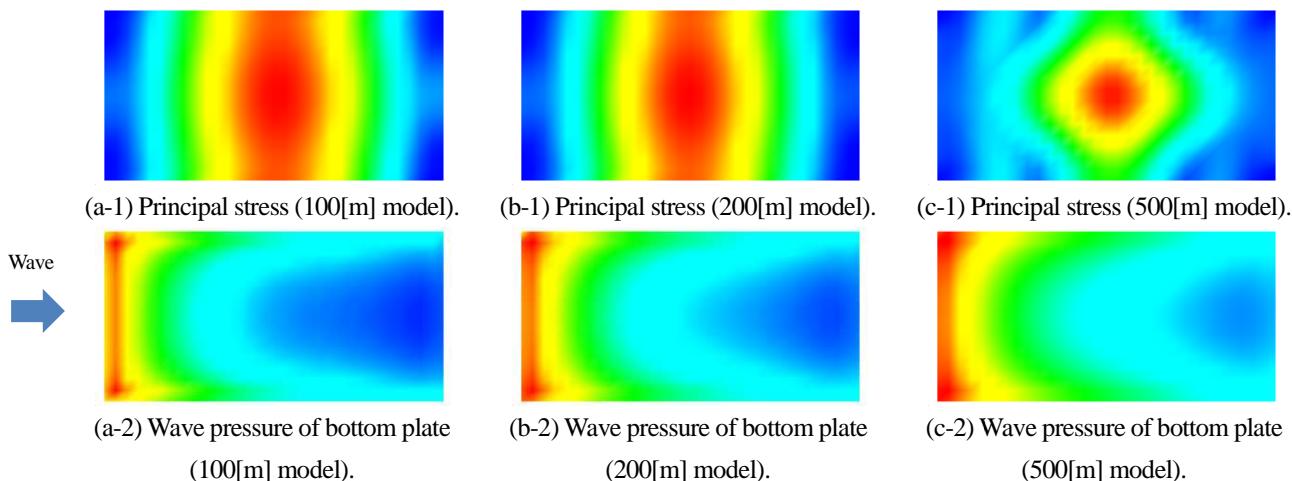 (a-1) Principal stress (100[m] model).
(b-1) Principal stress (200[m] model).
(c-1) Principal stress (500[m] model).
Wave
(a-2) Wave pressure of bottom plate
(100[m] model).
(b-2) Wave pressure of bottom plate
(200[m] model).
(c-2) Wave pressure of bottom plate
(500[m] model).